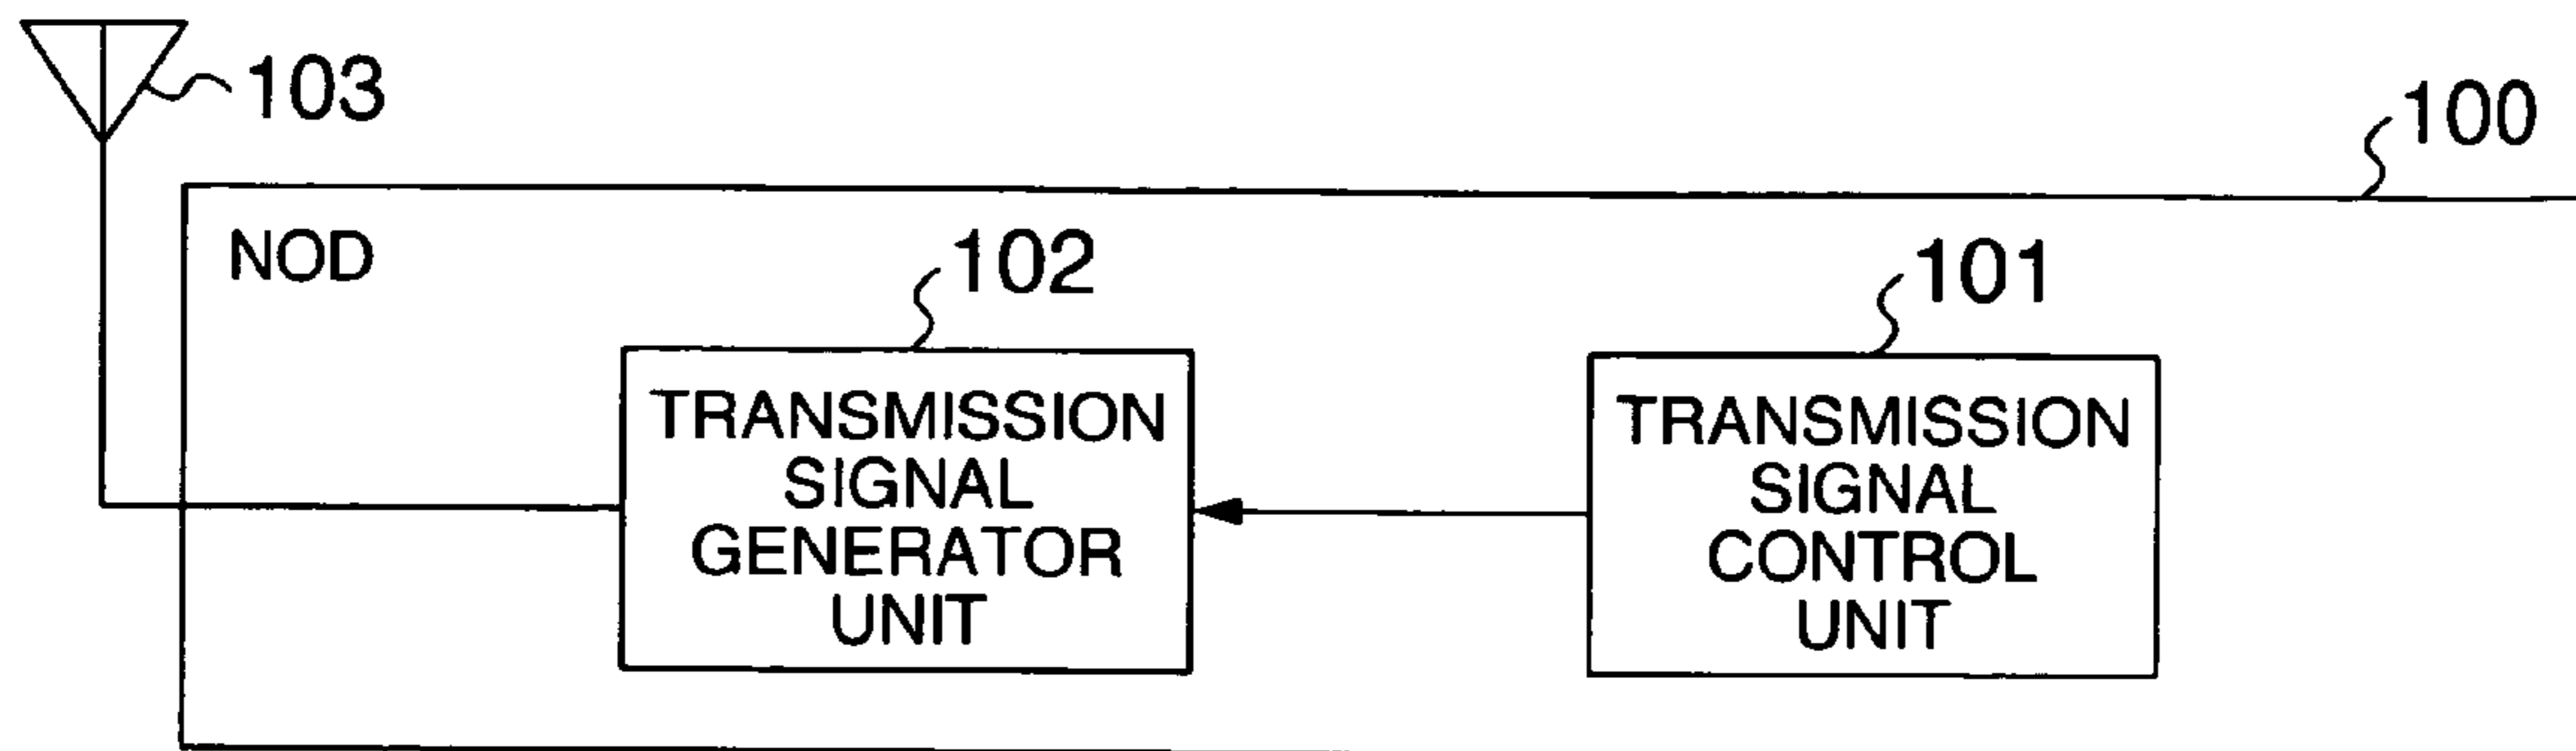 103
100
NOD
102
101
TRANSMISSION
SIGNAL
GENERATOR
UNIT
TRANSMISSION
SIGNAL
CONTROL
UNIT